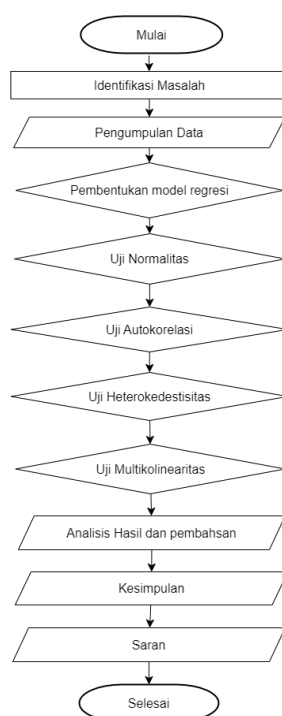 Mulai
Identifikasi Masalah
Pengumpulan Data
Pembentukan model regresi
Uji Normalitas
Uji Autokorelasi
Uji Heterokedestisitas
Uji Multikolinearitas
Analisis Hasil dan pembahsan
Kesimpulan
Saran
Selesai